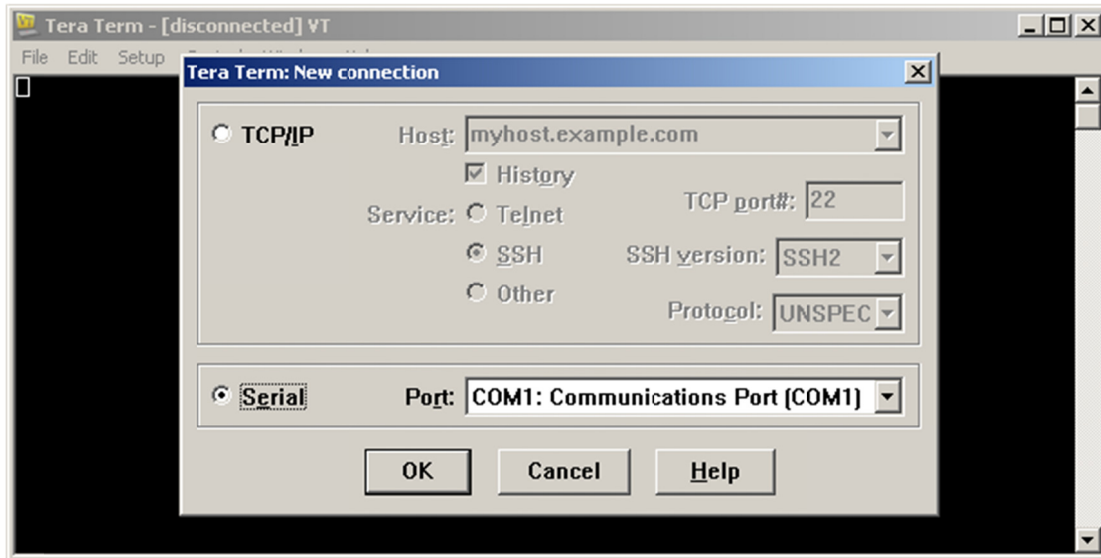 Tera Term - [disconnected] VT
File Edit Setup
Tera Term: New connection
TCP/IP Host: myhost.example.com
History
Service: Telnet TCP port#: 22
SSH SSH version: SSH2
Other Protocol: UNSPEC
Serial Port: COM1: Communications Port (COM1)
OK Cancel Help